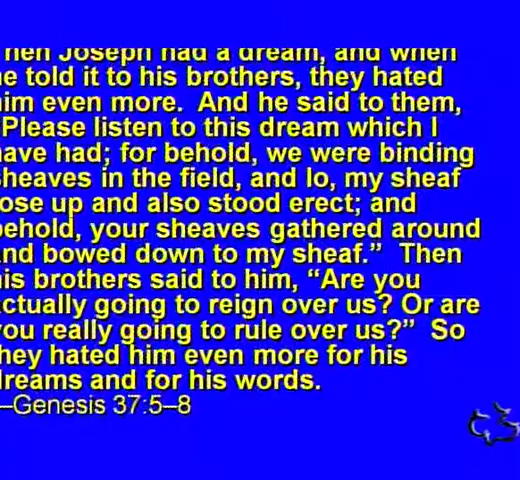 hen Joseph had a dream, and when
e told it to his brothers, they hated
im even more. And he said to them,
Please listen to this dream which I
ave had; for behold, we were binding
heaves in the field, and lo, my sheaf
ose up and also stood erect; and
ehold, your sheaves gathered around
nd bowed down to my sheaf.” Then
is brothers said to him, “Are you
ctually going to reign over us? Or are
ou really going to rule over us?” So
hey hated him even more for his
reams and for his words.
—Genesis 37:5–8